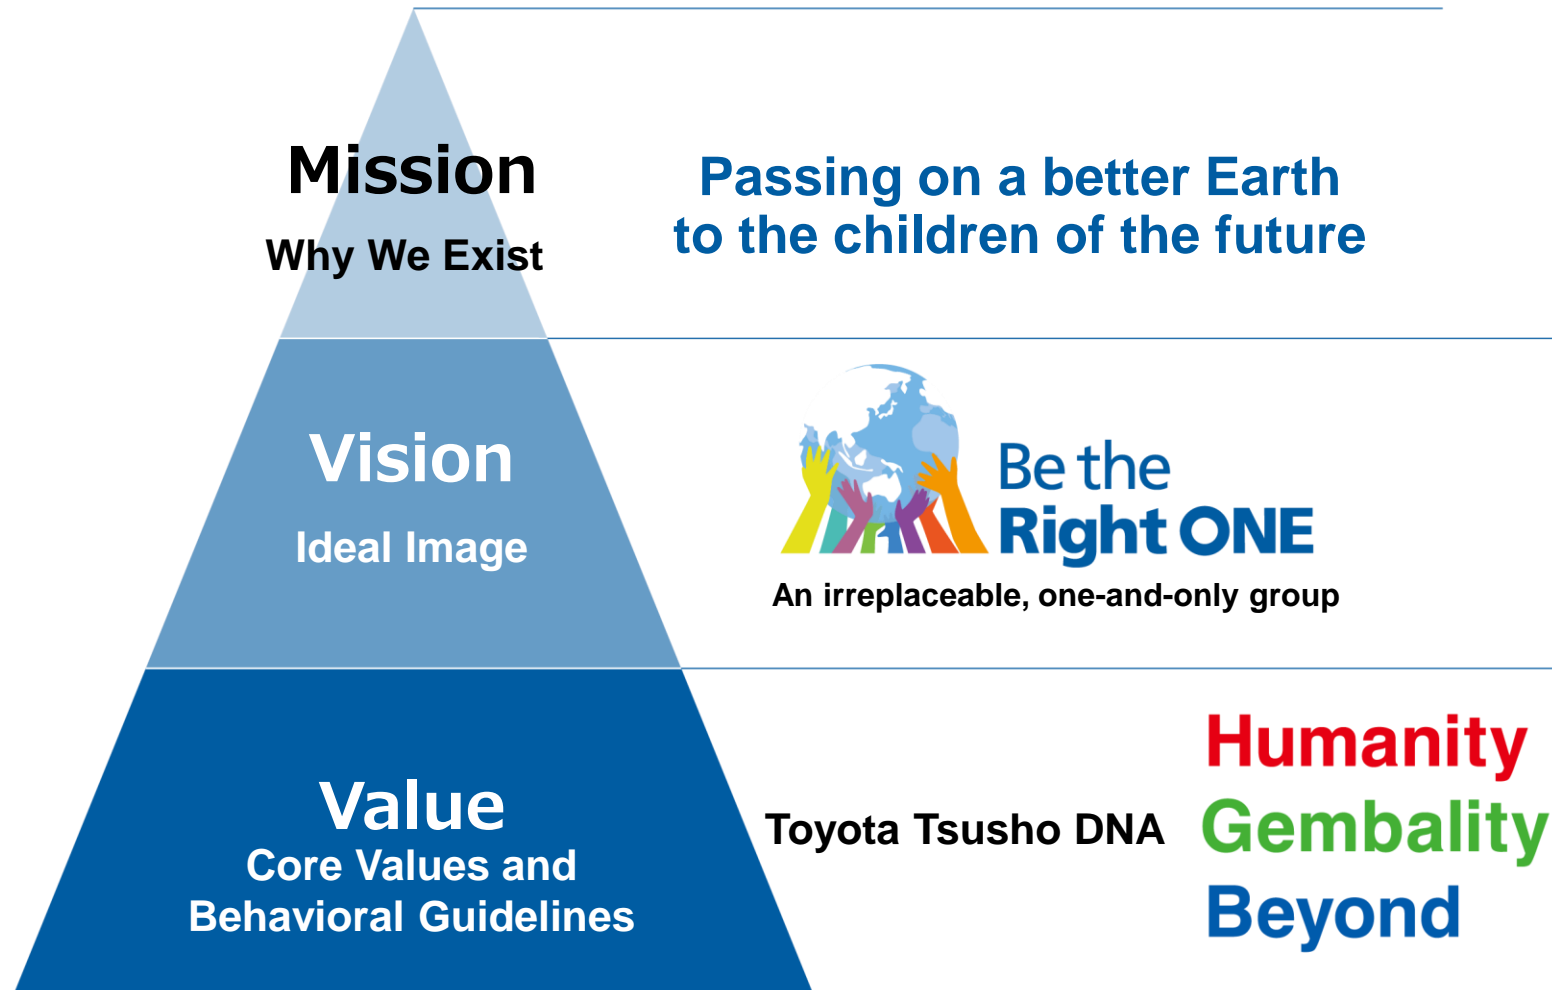 Mission
Why We Exist
Passing on a better Earth
to the children of the future
Vision
Ideal Image
Be the
Right ONE
An irreplaceable, one-and-only group
Value
Core Values and
Behavioral Guidelines
Toyota Tsusho DNA
Humanity
Gembality
Beyond